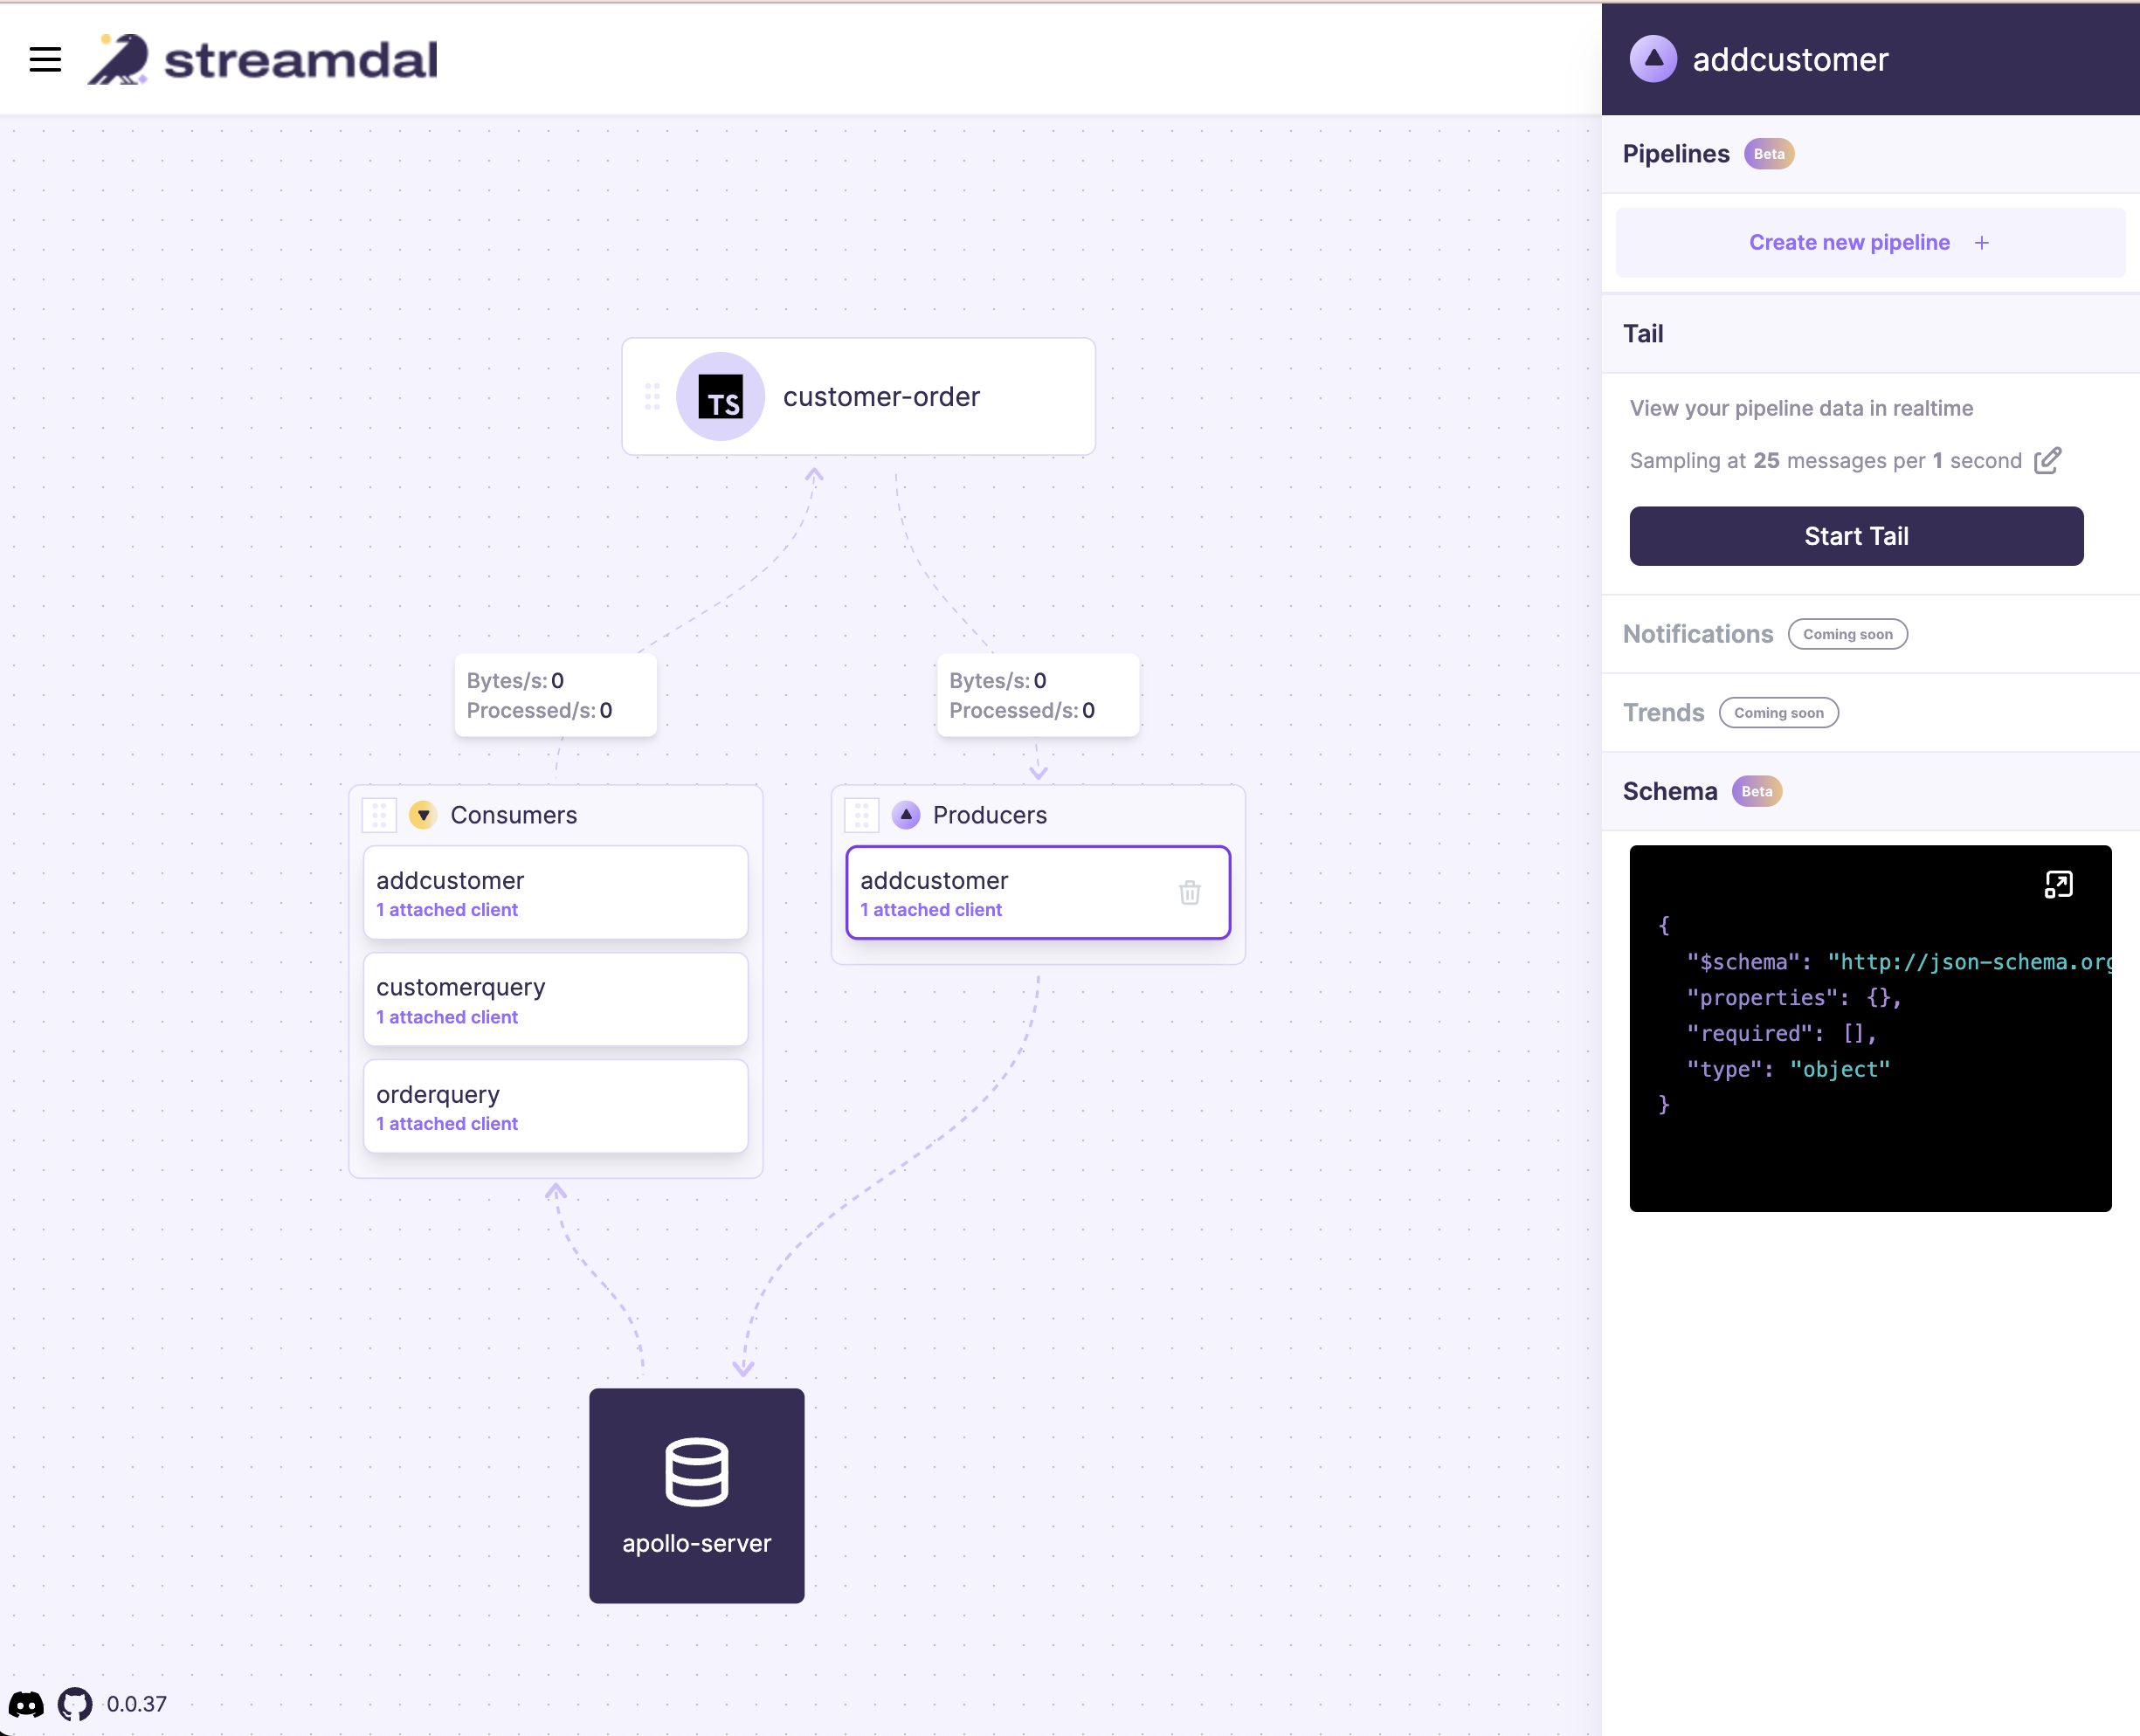 streamdal
customer-order
TS
Bytes/s: 0
Processed/s: 0
Bytes/s: 0
Processed/s: 0
Consumers
addcustomer
1 attached client
customerquery
1 attached client
orderquery
1 attached client
Producers
addcustomer
1 attached client
apollo-server
0.0.37
addcustomer
Pipelines Beta
Create new pipeline +
Tail
View your pipeline data in realtime
Sampling at 25 messages per 1 second
Start Tail
Notifications Coming soon
Trends Coming soon
Schema Beta
{
"$schema": "http://json-schema.org
"properties": {},
"required": [],
"type": "object"
}